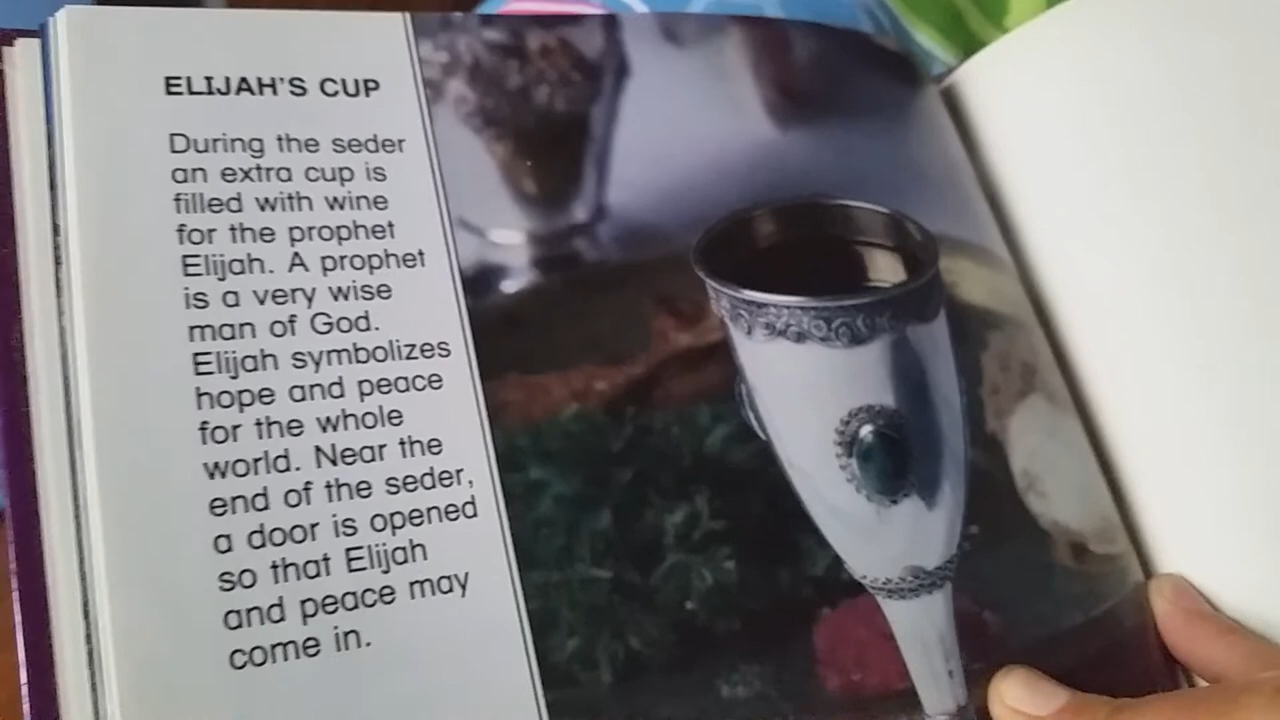 ELIJAH'S CUP
During the seder
an extra cup is
filled with wine
for the prophet
Elijah. A prophet
is a very wise
man of God.
Elijah symbolizes
hope and peace
for the whole
world. Near the
end of the seder,
a door is opened
so that Elijah
and peace may
come in.